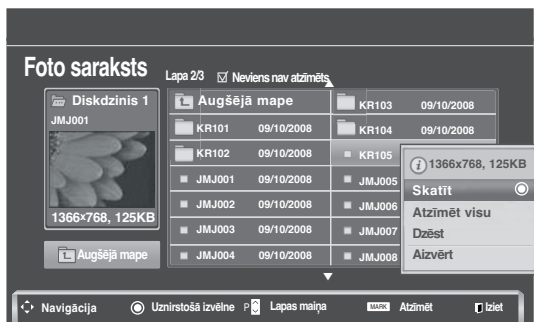 Foto saraksts
Lapa 2/3 Neviens nav atzīmēts
Diskdzinis 1
JMJ001
1366×768, 125KB
Augšējā mape
Augšējā mape
KR101 09/10/2008
KR102 09/10/2008
JMJ001 09/10/2008
JMJ002 09/10/2008
JMJ003 09/10/2008
JMJ004 09/10/2008
KR103 09/10/2008
KR104 09/10/2008
KR105
JMJ005
JMJ006
JMJ007
JMJ008
1366x768, 125KB
Skatīt
Atzīmēt visu
Dzēst
Aizvērt
Navigācija Uznirstošā izvēlne P Lapas maiņa MARK Atzīmēt Iziet